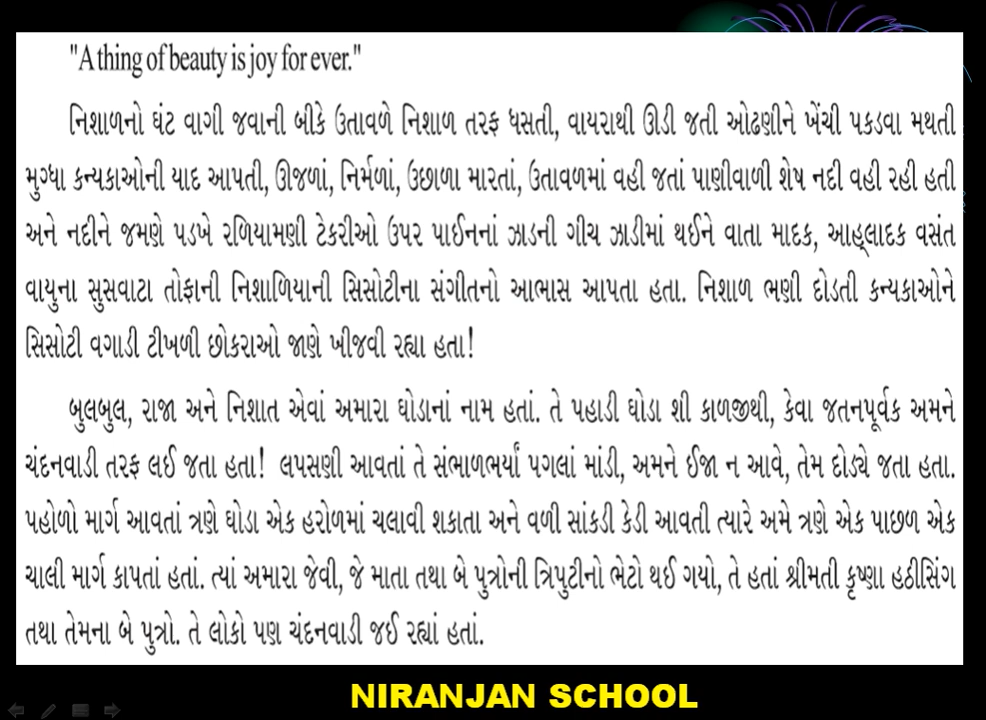 "A thing of beauty is joy for ever."
નિશાળનો ઘંટ વાગી જવાની બીકે ઉતાવળે નિશાળ તરફ ધસતી, વાયરાથી ઊડી જતી ઓઢણીને ખેંચી પકડવા મથતી
મુગ્ધા કન્યકાઓની યાદ આપતી, ઊજળાં, નિર્મળાં, ઉછાળા મારતાં, ઉતાવળમાં વહી જતાં પાણીવાળી શેષ નદી વહી રહી હતી
અને નદીને જમણે પડખે રળિયામણી ટેકરીઓ ઉપર પાઈનનાં ઝાડની ગીચ ઝાડીમાં થઈને વાતા માદક, આહ્લાદક વસંત
વાયુના સુસવાટા તોફાની નિશાળિયાની સિસોટીના સંગીતનો આભાસ આપતા હતા. નિશાળ ભણી દોડતી કન્યકાઓને
સિસોટી વગાડી ટીખળી છોકરાઓ જાણે ખીજવી રહ્યા હતા!
બુલબુલ, રાજા અને નિશાત એવાં અમારા ઘોડાનાં નામ હતાં. તે પહાડી ઘોડા શી કાળજીથી, કેવા જતનપૂર્વક અમને
ચંદનવાડી તરફ લઈ જતા હતા! લપસણી આવતાં તે સંભાળભર્યાં પગલાં માંડી, અમને ઈજા ન આવે, તેમ દોડ્યે જતા હતા.
પહોળો માર્ગ આવતાં ત્રણે ઘોડા એક હરોળમાં ચલાવી શકાતા અને વળી સાંકડી કેડી આવતી ત્યારે અમે ત્રણે એક પાછળ એક
ચાલી માર્ગ કાપતાં હતાં. ત્યાં અમારા જેવી, જે માતા તથા બે પુત્રોની ત્રિપુટીનો ભેટો થઈ ગયો, તે હતાં શ્રીમતી કૃષ્ણા હઠીસિંગ
તથા તેમના બે પુત્રો. તે લોકો પણ ચંદનવાડી જઈ રહ્યાં હતાં.
NIRANJAN SCHOOL